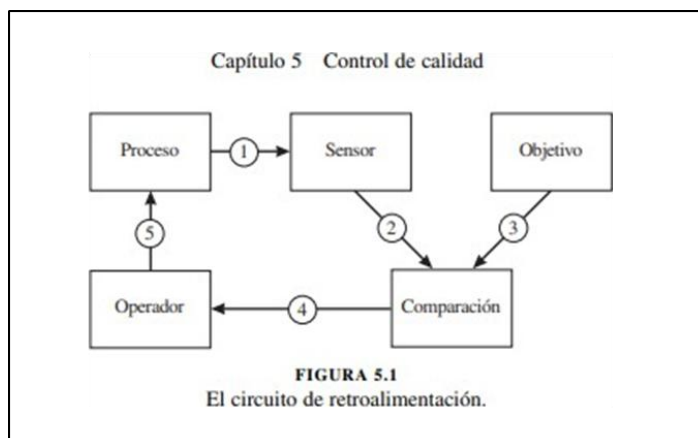 Capítulo 5 Control de calidad
Proceso
1
Sensor
Objetivo
2
3
5
Operador
4
Comparación
FIGURA 5.1
El circuito de retroalimentación.